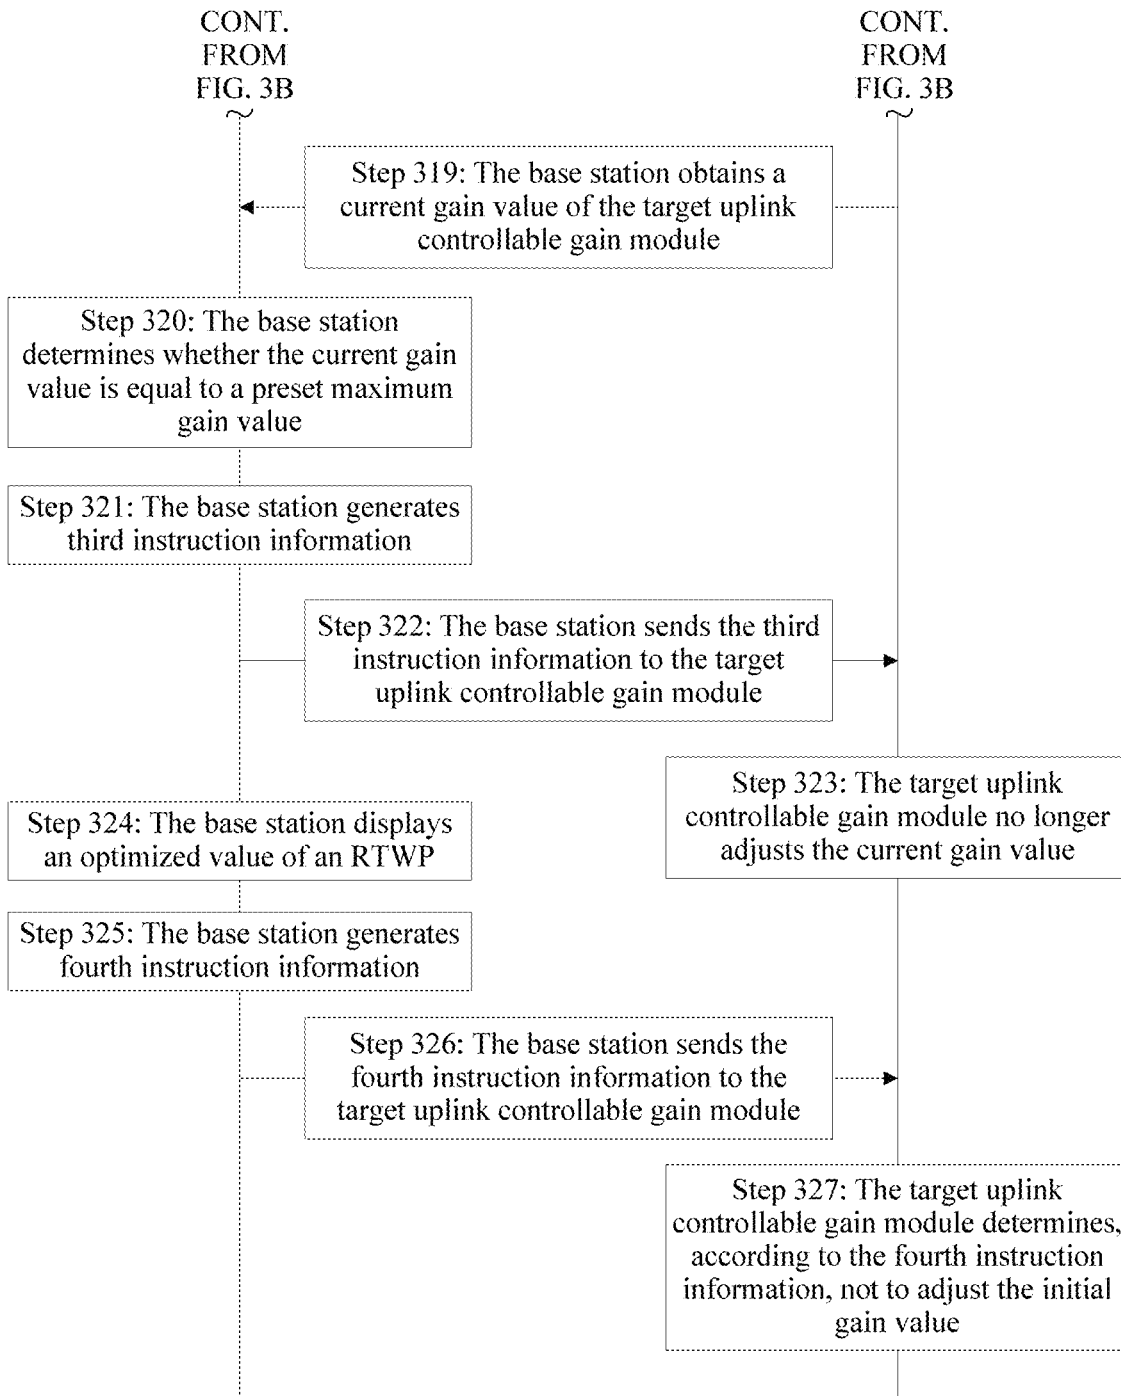 CONT.
FROM
FIG. 3B
CONT.
FROM
FIG. 3B
Step 319: The base station obtains a
current gain value of the target uplink
controllable gain module
Step 320: The base station
determines whether the current gain
value is equal to a preset maximum
gain value
Step 321: The base station generates
third instruction information
Step 322: The base station sends the third
instruction information to the target
uplink controllable gain module
Step 323: The target uplink
controllable gain module no longer
adjusts the current gain value
Step 324: The base station displays
an optimized value of an RTWP
Step 325: The base station generates
fourth instruction information
Step 326: The base station sends the
fourth instruction information to the
target uplink controllable gain module
Step 327: The target uplink
controllable gain module determines,
according to the fourth instruction
information, not to adjust the initial
gain value